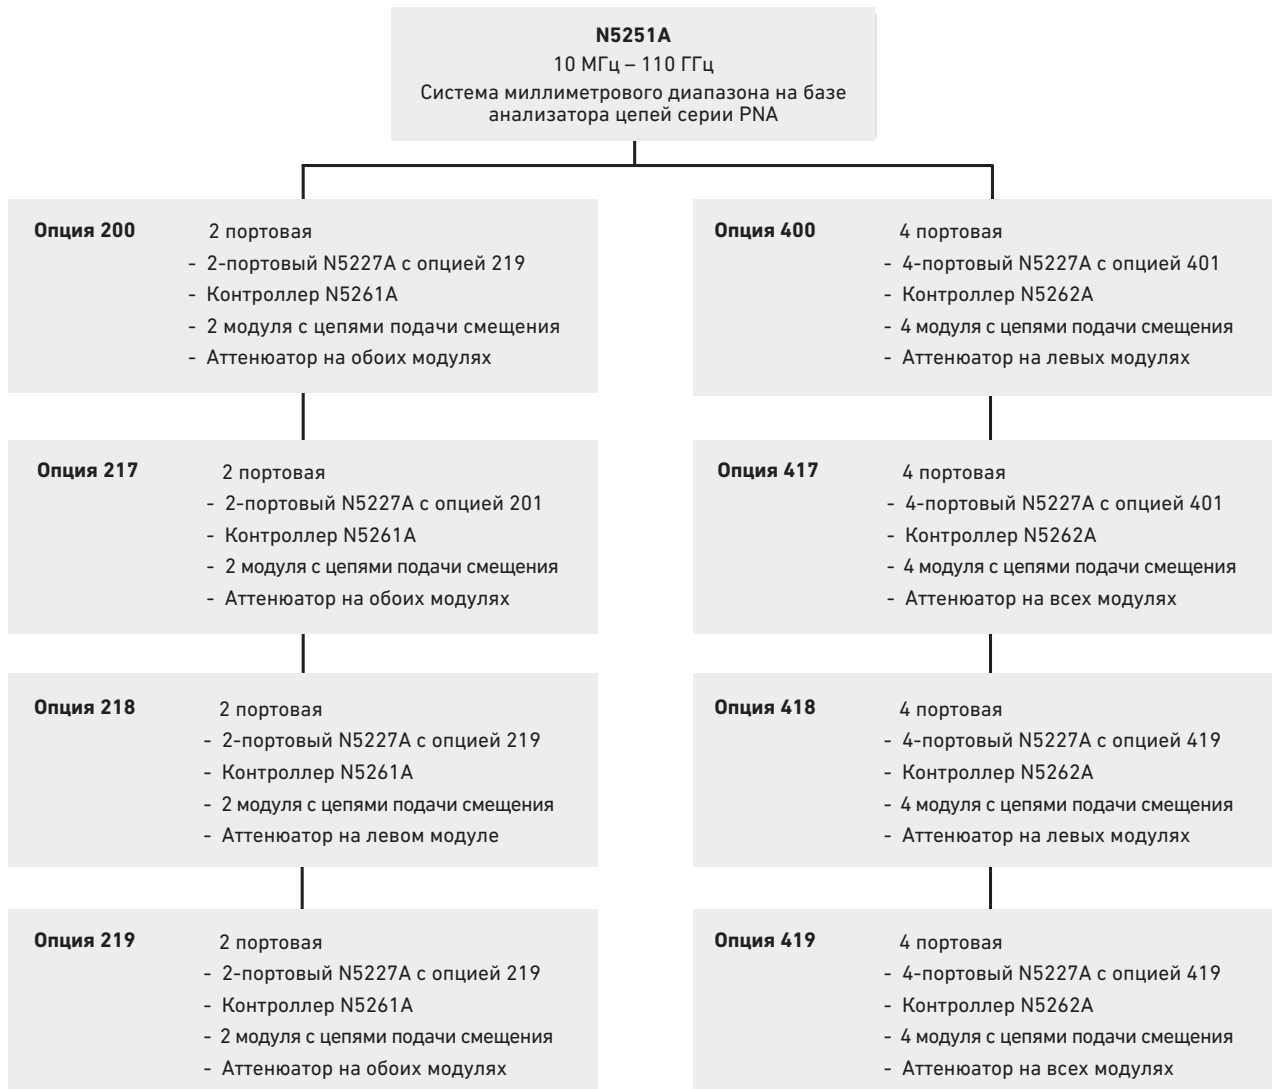 N5251A
10 МГц – 110 ГГц
Система миллиметрового диапазона на базе
анализатора цепей серии PNA
Опция 200
2 портовая
- 2-портовый N5227A с опцией 219
- Контроллер N5261A
- 2 модуля с цепями подачи смещения
- Аттенюатор на обоих модулях
Опция 217
2 портовая
- 2-портовый N5227A с опцией 201
- Контроллер N5261A
- 2 модуля с цепями подачи смещения
- Аттенюатор на обоих модулях
Опция 218
2 портовая
- 2-портовый N5227A с опцией 219
- Контроллер N5261A
- 2 модуля с цепями подачи смещения
- Аттенюатор на левом модуле
Опция 219
2 портовая
- 2-портовый N5227A с опцией 219
- Контроллер N5261A
- 2 модуля с цепями подачи смещения
- Аттенюатор на обоих модулях
Опция 400
4 портовая
- 4-портовый N5227A с опцией 401
- Контроллер N5262A
- 4 модуля с цепями подачи смещения
- Аттенюатор на левых модулях
Опция 417
4 портовая
- 4-портовый N5227A с опцией 401
- Контроллер N5262A
- 4 модуля с цепями подачи смещения
- Аттенюатор на всех модулях
Опция 418
4 портовая
- 4-портовый N5227A с опцией 419
- Контроллер N5262A
- 4 модуля с цепями подачи смещения
- Аттенюатор на левых модулях
Опция 419
4 портовая
- 4-портовый N5227A с опцией 419
- Контроллер N5262A
- 4 модуля с цепями подачи смещения
- Аттенюатор на всех модулях